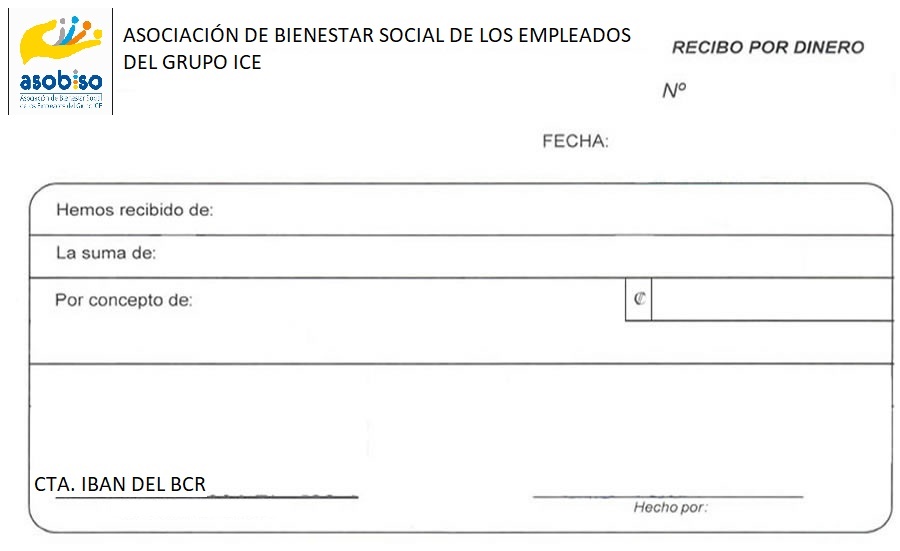 ASOCIACIÓN DE BIENESTAR SOCIAL DE LOS EMPLEADOS
DEL GRUPO ICE
asobiso
Asociación de Bienestar Social
de los Empleados del Grupo ICE
RECIBO POR DINERO
Nº
FECHA:
Hemos recibido de:
La suma de:
Por concepto de:
₡
CTA. IBAN DEL BCR
Hecho por: